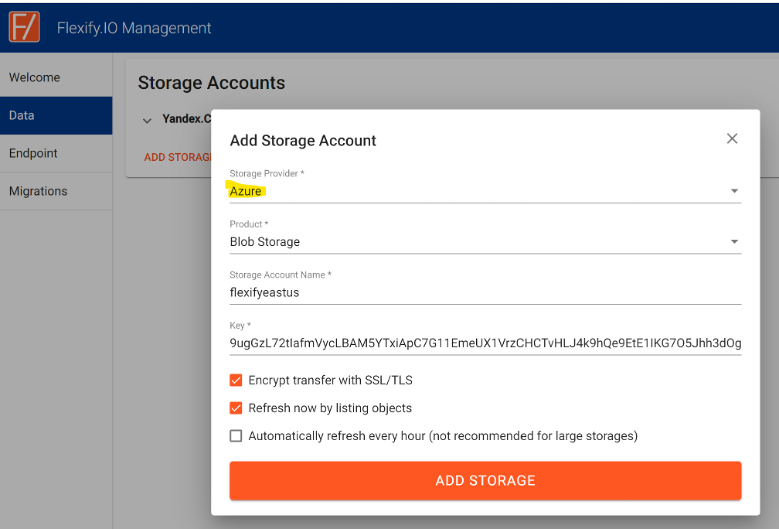 F/ Flexify.IO Management
Welcome
Data
Endpoint
Migrations
Storage Accounts
Yandex.C
ADD STORAG
Add Storage Account
Storage Provider *
Azure
Product *
Blob Storage
Storage Account Name *
flexifyeastus
Key *
9ugGzL72tIafmVycLBAM5YTxiApC7G11EmeUX1VrzCHCTvHLJ4k9hQe9EtE1IKG7O5Jhh3dOg
Encrypt transfer with SSL/TLS
Refresh now by listing objects
Automatically refresh every hour (not recommended for large storages)
ADD STORAGE